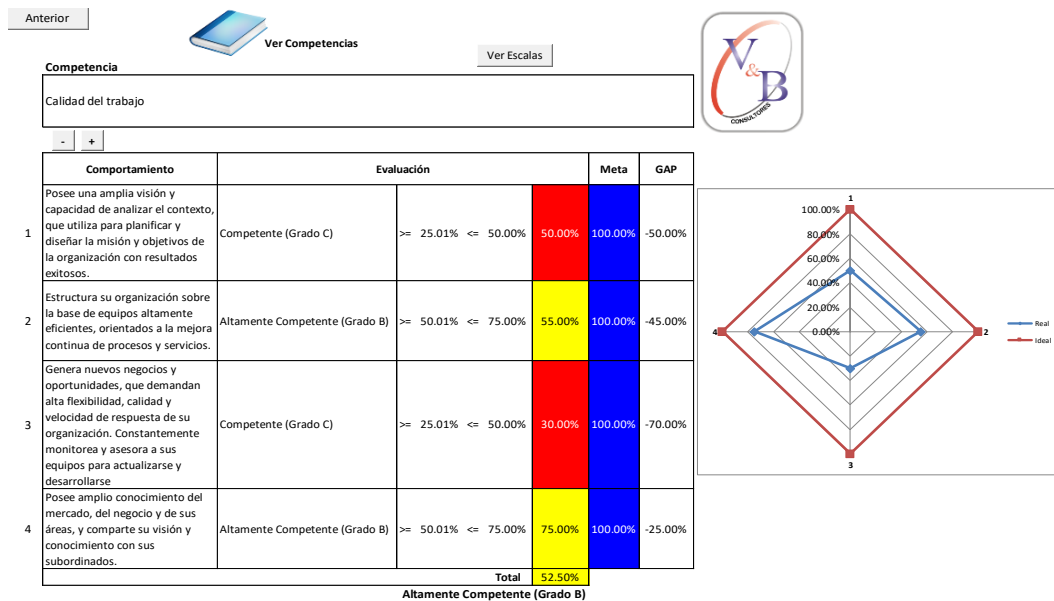 Anterior
Ver Competencias
Ver Escalas
Competencia
Calidad del trabajo
V&B
CONSULTORES
- +
Comportamiento Evaluación Meta GAP
Posee una amplia visión y
capacidad de analizar el contexto,
que utiliza para planificar y
diseñar la misión y objetivos de
la organización con resultados
exitosos.
1 Competente (Grado C) >= 25.01% <= 50.00% 50.00% 100.00% -50.00%
Estructura su organización sobre
la base de equipos altamente
eficientes, orientados a la mejora
continua de procesos y servicios.
2 Altamente Competente (Grado B) >= 50.01% <= 75.00% 55.00% 100.00% -45.00%
Genera nuevos negocios y
oportunidades, que demandan
alta flexibilidad, calidad y
velocidad de respuesta de su
organización. Constantemente
monitorea y asesora a sus
equipos para actualizarse y
desarrollarse
3 Competente (Grado C) >= 25.01% <= 50.00% 30.00% 100.00% -70.00%
Posee amplio conocimiento del
mercado, del negocio y de sus
áreas, y comparte su visión y
conocimiento con sus
subordinados.
4 Altamente Competente (Grado B) >= 50.01% <= 75.00% 75.00% 100.00% -25.00%
Total 52.50%
Altamente Competente (Grado B)
1
100.00%
80.00%
60.00%
40.00%
20.00%
0.00%
4
2
3
Real
Ideal